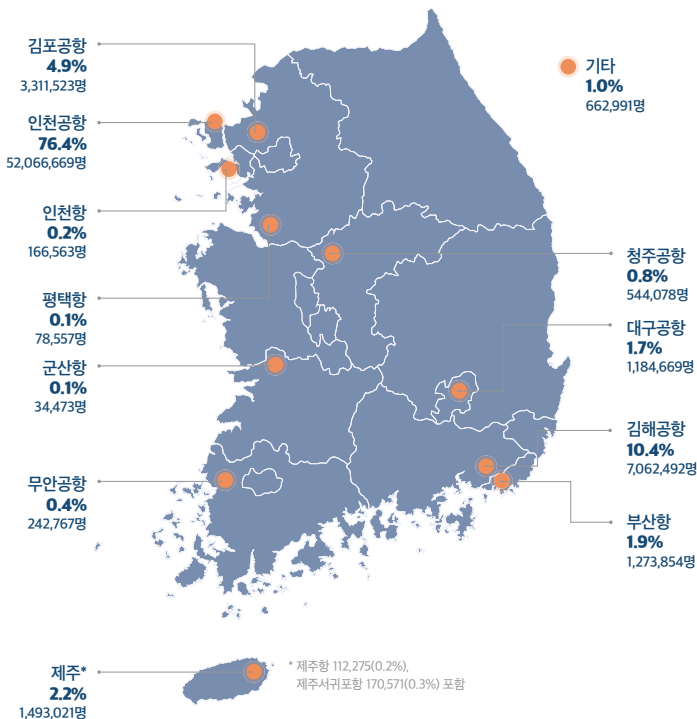 김포공항
4.9%
3,311,523명
인천공항
76.4%
52,066,669명
인천항
0.2%
166,563명
평택항
0.1%
78,557명
군산항
0.1%
34,473명
무안공항
0.4%
242,767명
제주*
2.2%
1,493,021명
기타
1.0%
662,991명
청주공항
0.8%
544,078명
대구공항
1.7%
1,184,669명
김해공항
10.4%
7,062,492명
부산항
1.9%
1,273,854명
* 제주항 112,275(0.2%),
제주서귀포항 170,571(0.3%) 포함